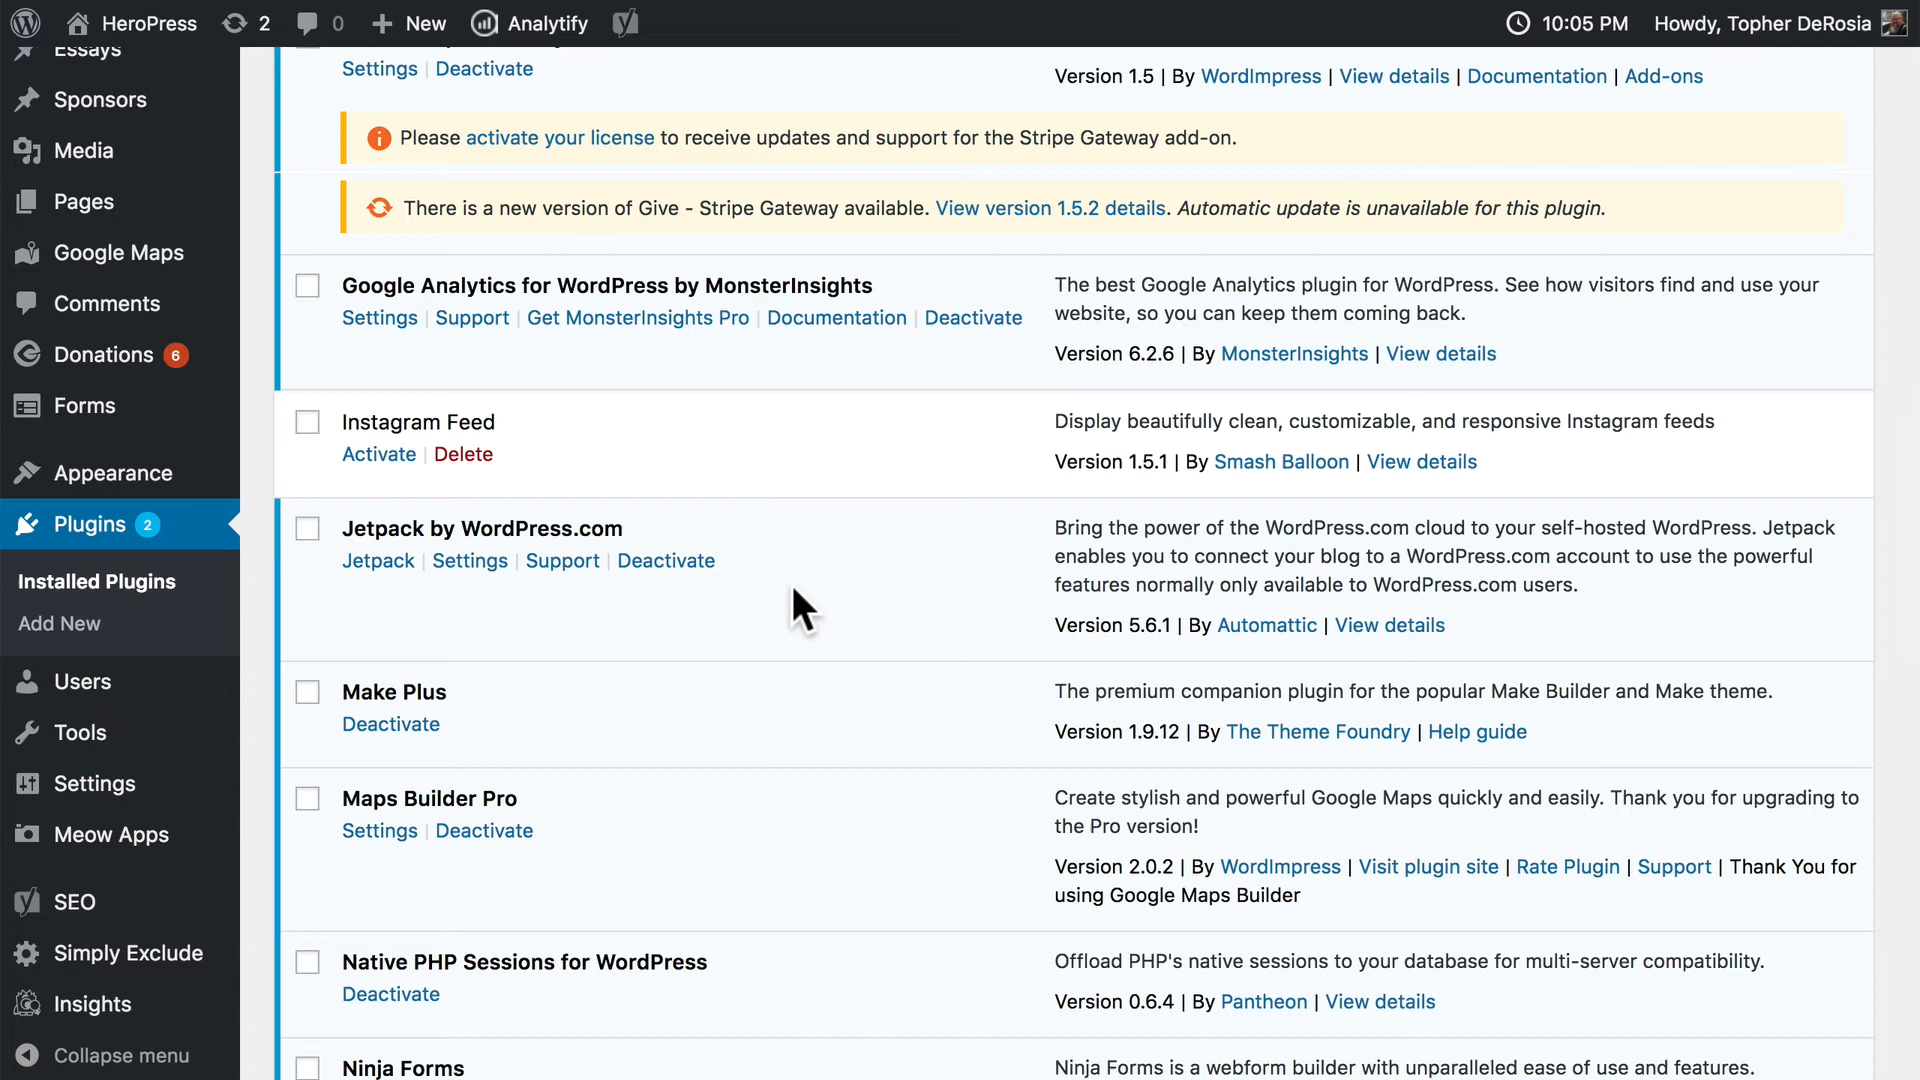 HeroPress 2 0 New Analytify 10:05 PM Howdy, Topher DeRosia
Essays
Sponsors
Media
Pages
Google Maps
Comments
Donations 6
Forms
Appearance
Plugins 2
Installed Plugins
Add New
Users
Tools
Settings
Meow Apps
SEO
Simply Exclude
Insights
Collapse menu
Settings | Deactivate
Version 1.5 | By WordImpress | View details | Documentation | Add-ons
Please activate your license to receive updates and support for the Stripe Gateway add-on.
There is a new version of Give - Stripe Gateway available. View version 1.5.2 details. Automatic update is unavailable for this plugin.
Google Analytics for WordPress by MonsterInsights
Settings | Support | Get MonsterInsights Pro | Documentation | Deactivate
The best Google Analytics plugin for WordPress. See how visitors find and use your
website, so you can keep them coming back.
Version 6.2.6 | By MonsterInsights | View details
Instagram Feed
Activate | Delete
Display beautifully clean, customizable, and responsive Instagram feeds
Version 1.5.1 | By Smash Balloon | View details
Jetpack by WordPress.com
Jetpack | Settings | Support | Deactivate
Bring the power of the WordPress.com cloud to your self-hosted WordPress. Jetpack
enables you to connect your blog to a WordPress.com account to use the powerful
features normally only available to WordPress.com users.
Version 5.6.1 | By Automattic | View details
Make Plus
Deactivate
The premium companion plugin for the popular Make Builder and Make theme.
Version 1.9.12 | By The Theme Foundry | Help guide
Maps Builder Pro
Settings | Deactivate
Create stylish and powerful Google Maps quickly and easily. Thank you for upgrading to
the Pro version!
Version 2.0.2 | By WordImpress | Visit plugin site | Rate Plugin | Support | Thank You for
using Google Maps Builder
Native PHP Sessions for WordPress
Deactivate
Offload PHP's native sessions to your database for multi-server compatibility.
Version 0.6.4 | By Pantheon | View details
Ninja Forms
Ninja Forms is a webform builder with unparalleled ease of use and features.